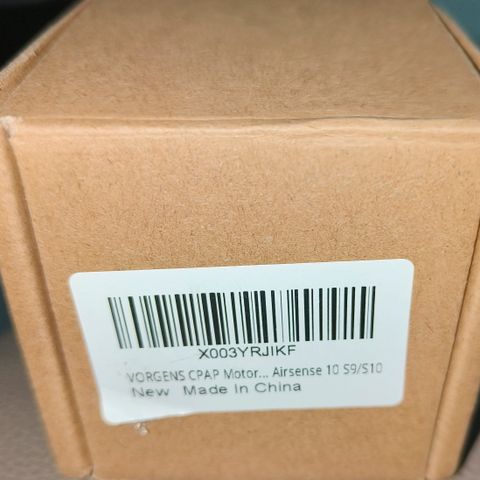 X003YRJIKF
VORGENS CPAP Motor... Airsense 10 S9/S10
New Made in China